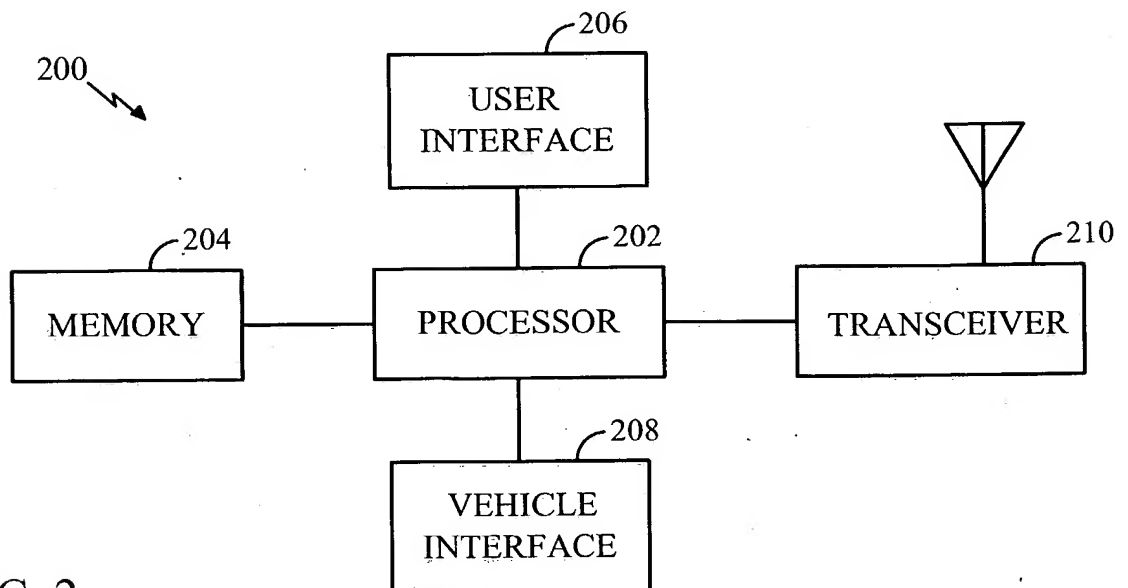 206
200
USER
INTERFACE
204
202
210
MEMORY
PROCESSOR
TRANSCEIVER
208
VEHICLE
INTERFACE